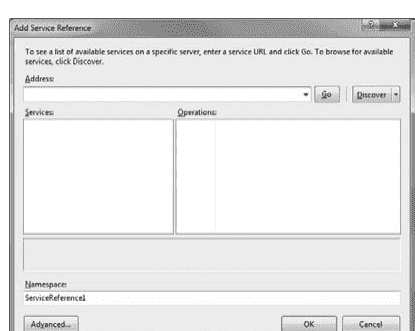 Add Service Reference
To see a list of available services on a specific server, enter a service URL and click Go. To browse for available
services, click Discover.
Address:
Go
Discover
Services:
Operations:
Namespace:
ServiceReference1
Advanced...
OK
Cancel